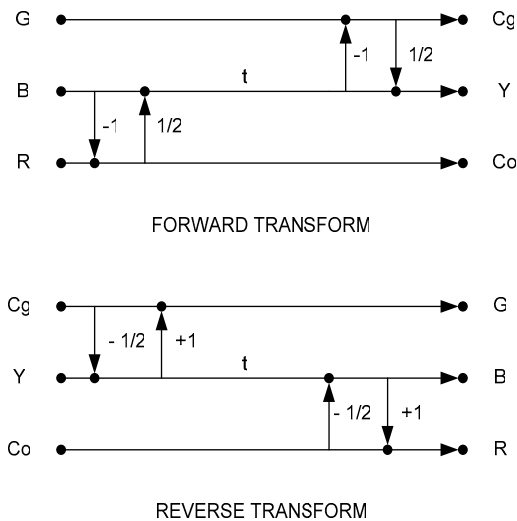 G Cg
-1 1/2
B t Y
-1 1/2
R Co
FORWARD TRANSFORM
Cg G
- 1/2 +1
Y t B
- 1/2 +1
Co R
REVERSE TRANSFORM